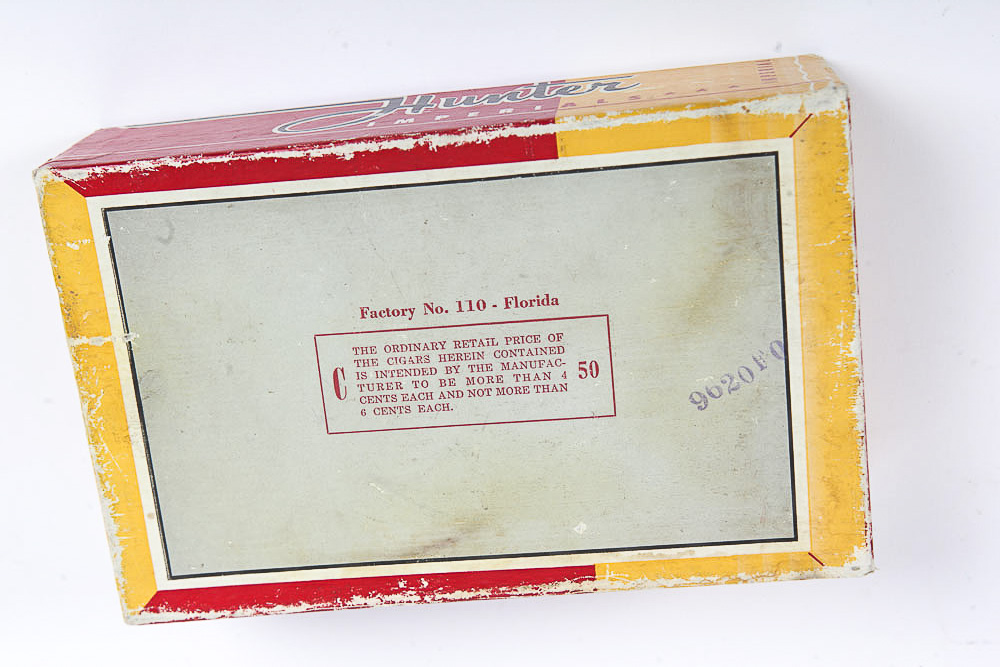 Hunter
IMPERIALS
Factory No. 110 - Florida
C
THE ORDINARY RETAIL PRICE OF
THE CIGARS HEREIN CONTAINED
IS INTENDED BY THE MANUFAC-
TURER TO BE MORE THAN 4
CENTS EACH AND NOT MORE THAN
6 CENTS EACH.
50